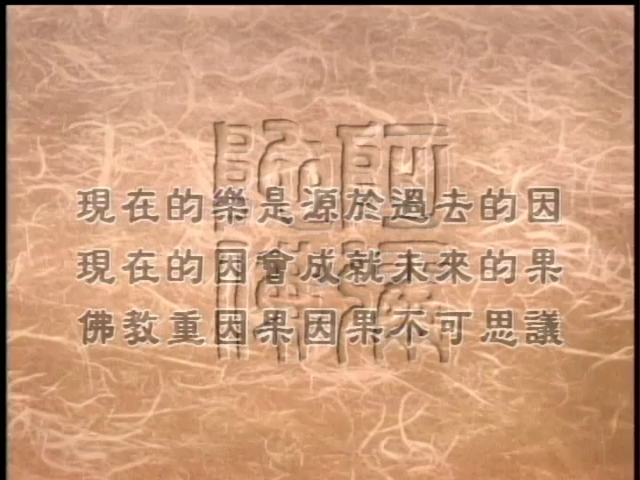 現在的樂是源於過去的因
現在的因會成就未來的果
佛教重因果因果不可思議